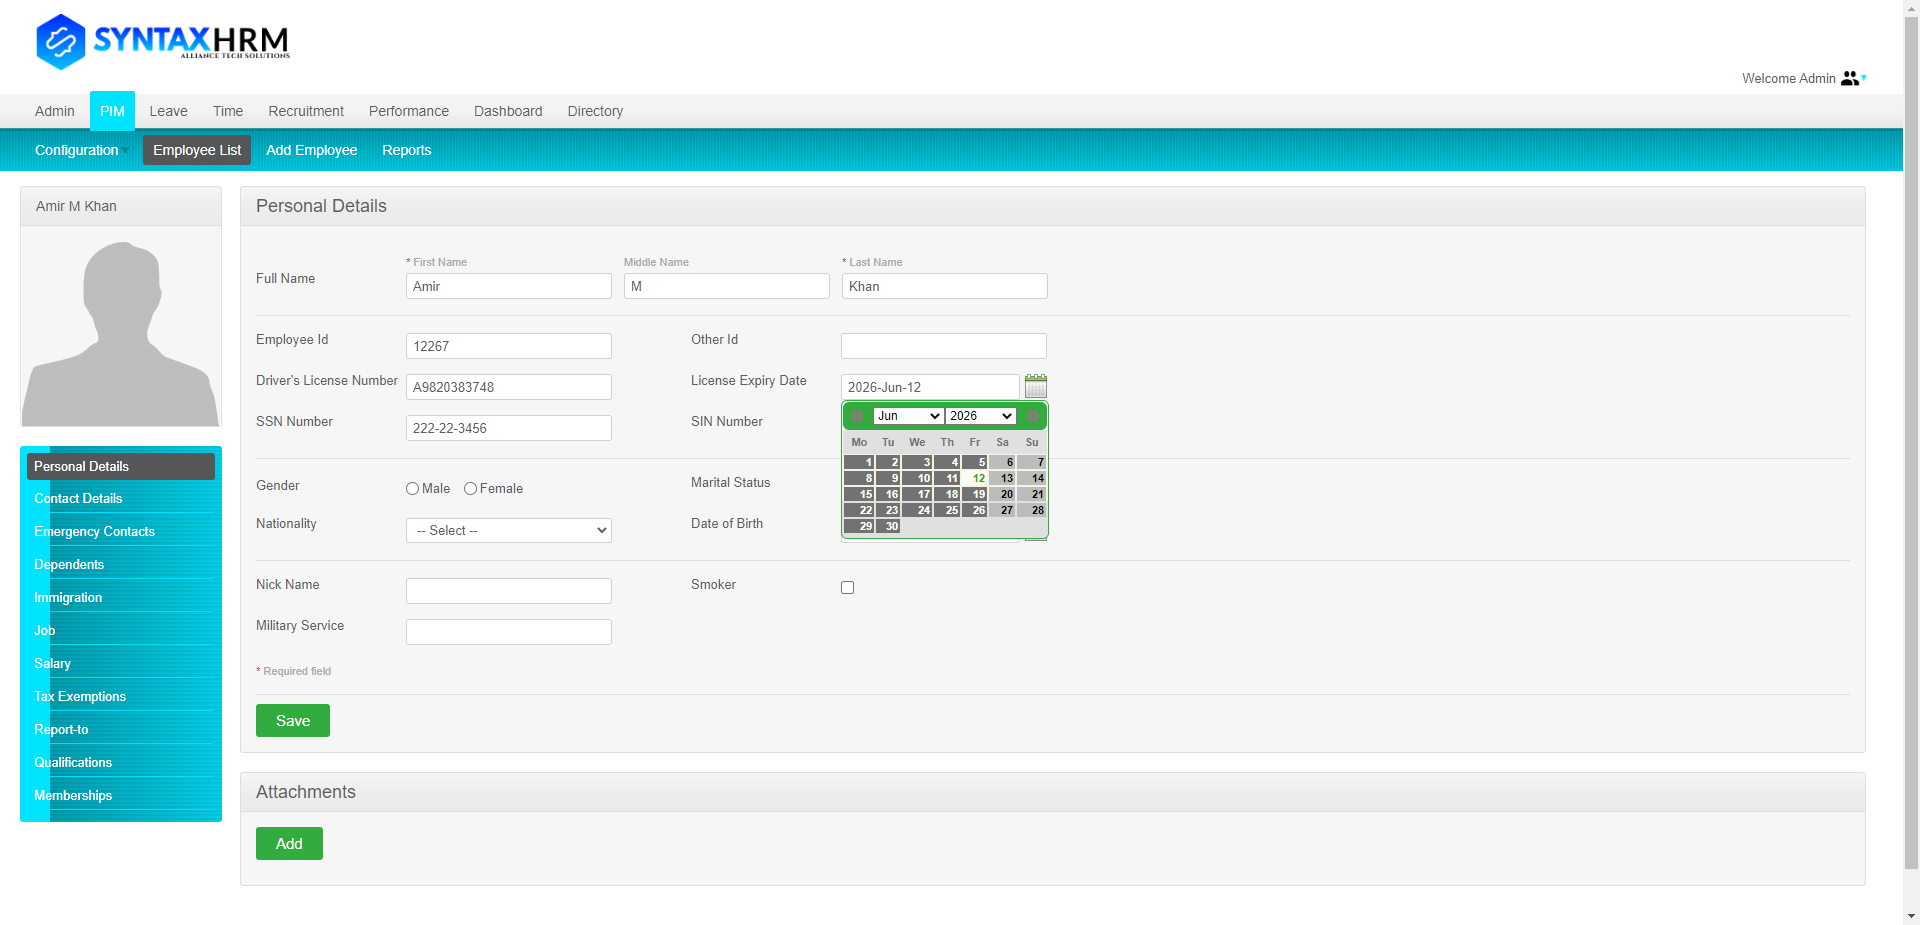 SYNTAXHRM
ALLIANCE TECH SOLUTIONS
Welcome Admin
Admin PIM Leave Time Recruitment Performance Dashboard Directory
Configuration Employee List Add Employee Reports
Amir M Khan
Personal Details
Contact Details
Emergency Contacts
Dependents
Immigration
Job
Salary
Tax Exemptions
Report-to
Qualifications
Memberships
Personal Details
* First Name Middle Name * Last Name
Full Name Amir M Khan
Employee Id 12267 Other Id
Driver's License Number A9820383748 License Expiry Date 2026-Jun-12
SSN Number 222-22-3456 SIN Number
Jun 2026
Mo Tu We Th Fr Sa Su
1 2 3 4 5 6 7
8 9 10 11 12 13 14
15 16 17 18 19 20 21
22 23 24 25 26 27 28
29 30
Gender Male Female Marital Status
Nationality -- Select -- Date of Birth
Nick Name Smoker
Military Service
* Required field
Save
Attachments
Add